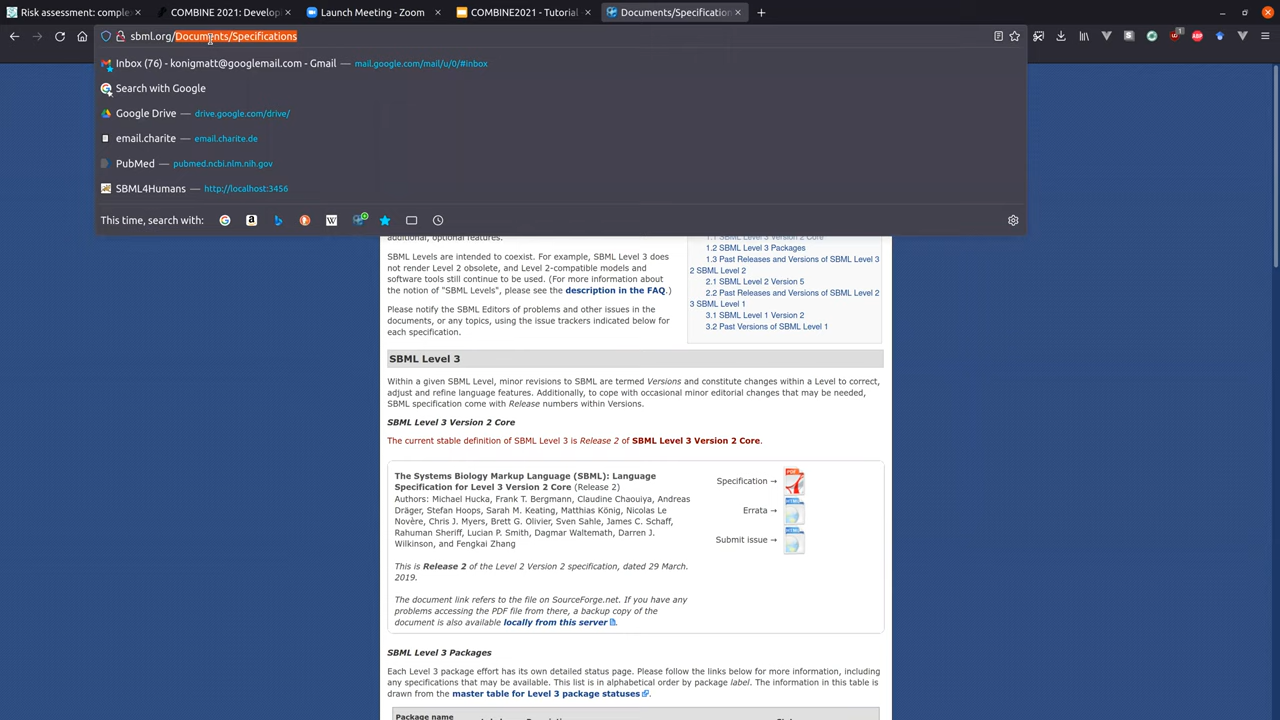 Risk assessment: comple×
COMBINE 2021: Develop
Launch Meeting - Zoom
COMBINE2021 - Tutorial
Documents/Specification
sbml.org/Documents/Specifications
Inbox (76) - konigmatt@googlemail.com - Gmail — mail.google.com/mail/u/0/#inbox
Search with Google
Google Drive — drive.google.com/drive/
email.charite — email.charite.de
PubMed — pubmed.ncbi.nlm.nih.gov
SBML4Humans — http://localhost:3456
This time, search with:
additional, optional features.
SBML Levels are intended to coexist. For example, SBML Level 3 does
not render Level 2 obsolete, and Level 2-compatible models and
software tools still continue to be used. (For more information about
the notion of "SBML Levels", please see the description in the FAQ.)
Please notify the SBML Editors of problems and other issues in the
documents, or any topics, using the issue trackers indicated below for
each specification.
1.1 SBML Level 3 Version 2 Core
1.2 SBML Level 3 Packages
1.3 Past Releases and Versions of SBML Level 3
2 SBML Level 2
2.1 SBML Level 2 Version 5
2.2 Past Releases and Versions of SBML Level 2
3 SBML Level 1
3.1 SBML Level 1 Version 2
3.2 Past Versions of SBML Level 1
SBML Level 3
Within a given SBML Level, minor revisions to SBML are termed Versions and constitute changes within a Level to correct,
adjust and refine language features. Additionally, to cope with occasional minor editorial changes that may be needed,
SBML specification come with Release numbers within Versions.
SBML Level 3 Version 2 Core
The current stable definition of SBML Level 3 is Release 2 of SBML Level 3 Version 2 Core.
The Systems Biology Markup Language (SBML): Language
Specification for Level 3 Version 2 Core (Release 2)
Authors: Michael Hucka, Frank T. Bergmann, Claudine Chaouiya, Andreas
Dräger, Stefan Hoops, Sarah M. Keating, Matthias König, Nicolas Le
Novère, Chris J. Myers, Brett G. Olivier, Sven Sahle, James C. Schaff,
Rahuman Sheriff, Lucian P. Smith, Dagmar Waltemath, Darren J.
Wilkinson, and Fengkai Zhang
This is Release 2 of the Level 2 Version 2 specification, dated 29 March.
2019.
The document link refers to the file on SourceForge.net. If you have any
problems accessing the PDF file from there, a backup copy of the
document is also available locally from this server.
Specification →
Errata →
Submit issue →
SBML Level 3 Packages
Each Level 3 package effort has its own detailed status page. Please follow the links below for more information, including
any specifications that may be available. This list is in alphabetical order by package label. The information in this table is
drawn from the master table for Level 3 package statuses.
Package name